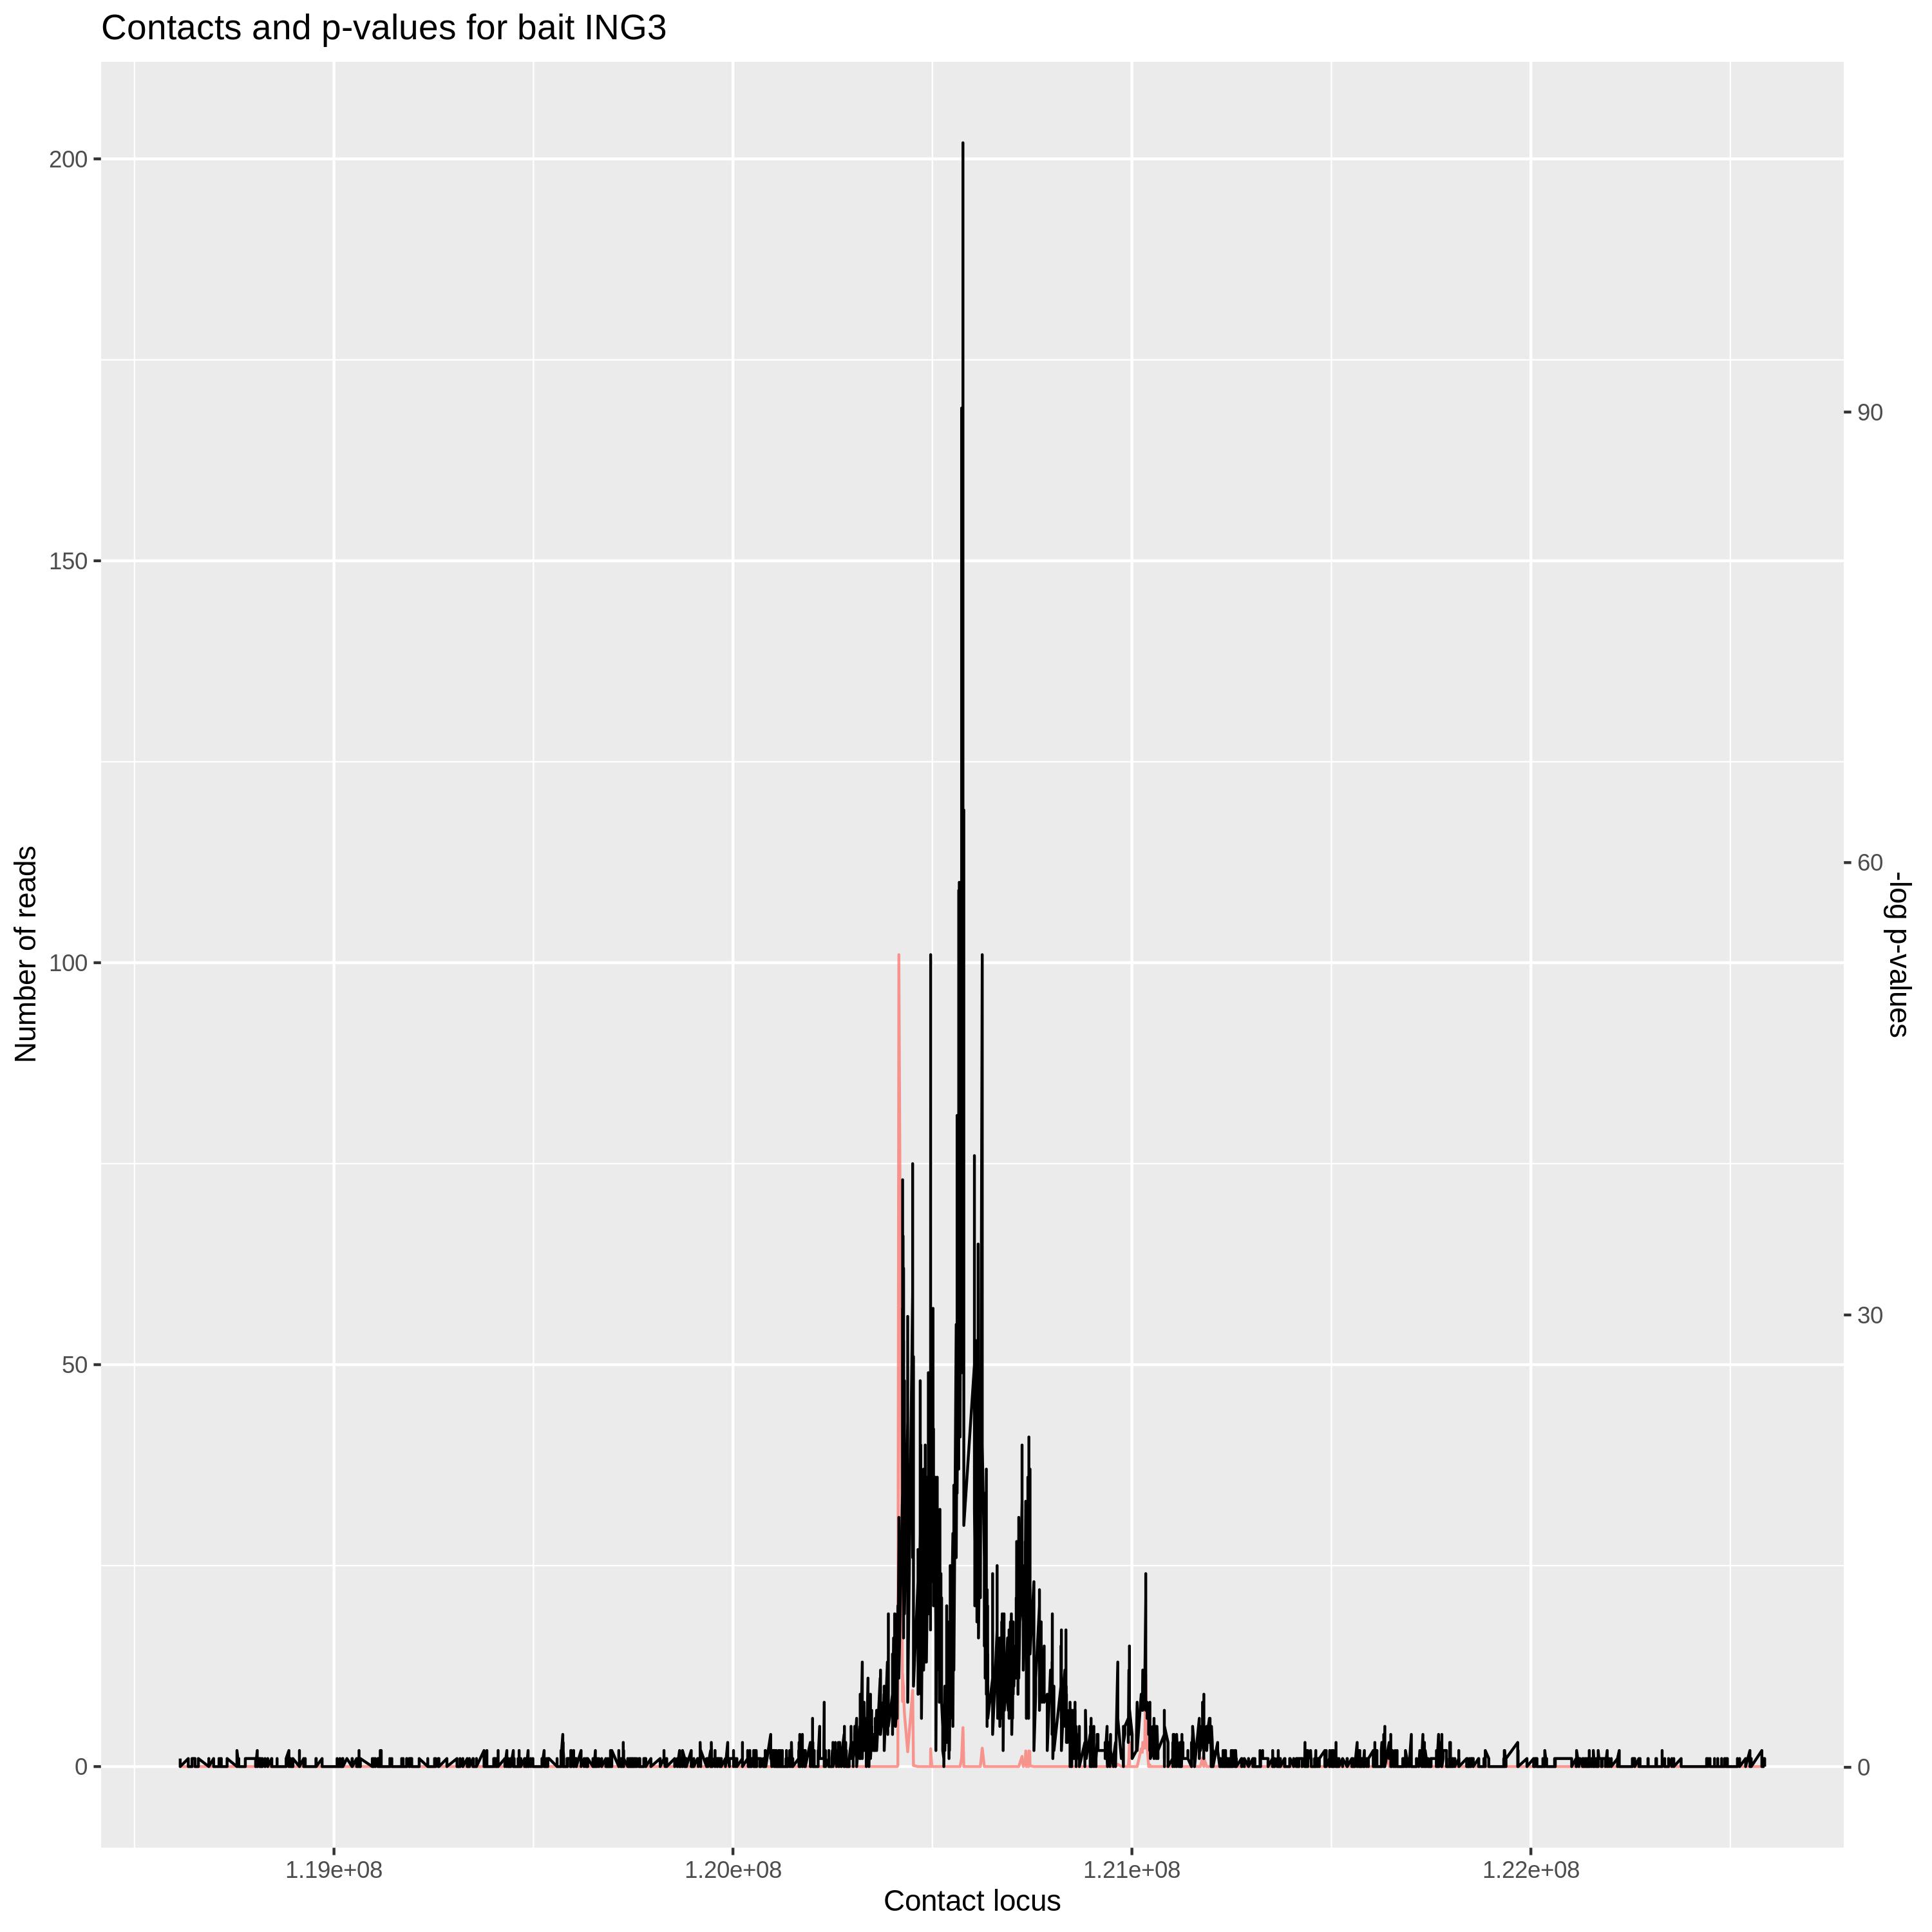 Contacts and p-values for bait ING3
200
150
100
50
0
Number of reads
90
60
30
0
-log p-values
1.19e+08
1.20e+08
1.21e+08
1.22e+08
Contact locus